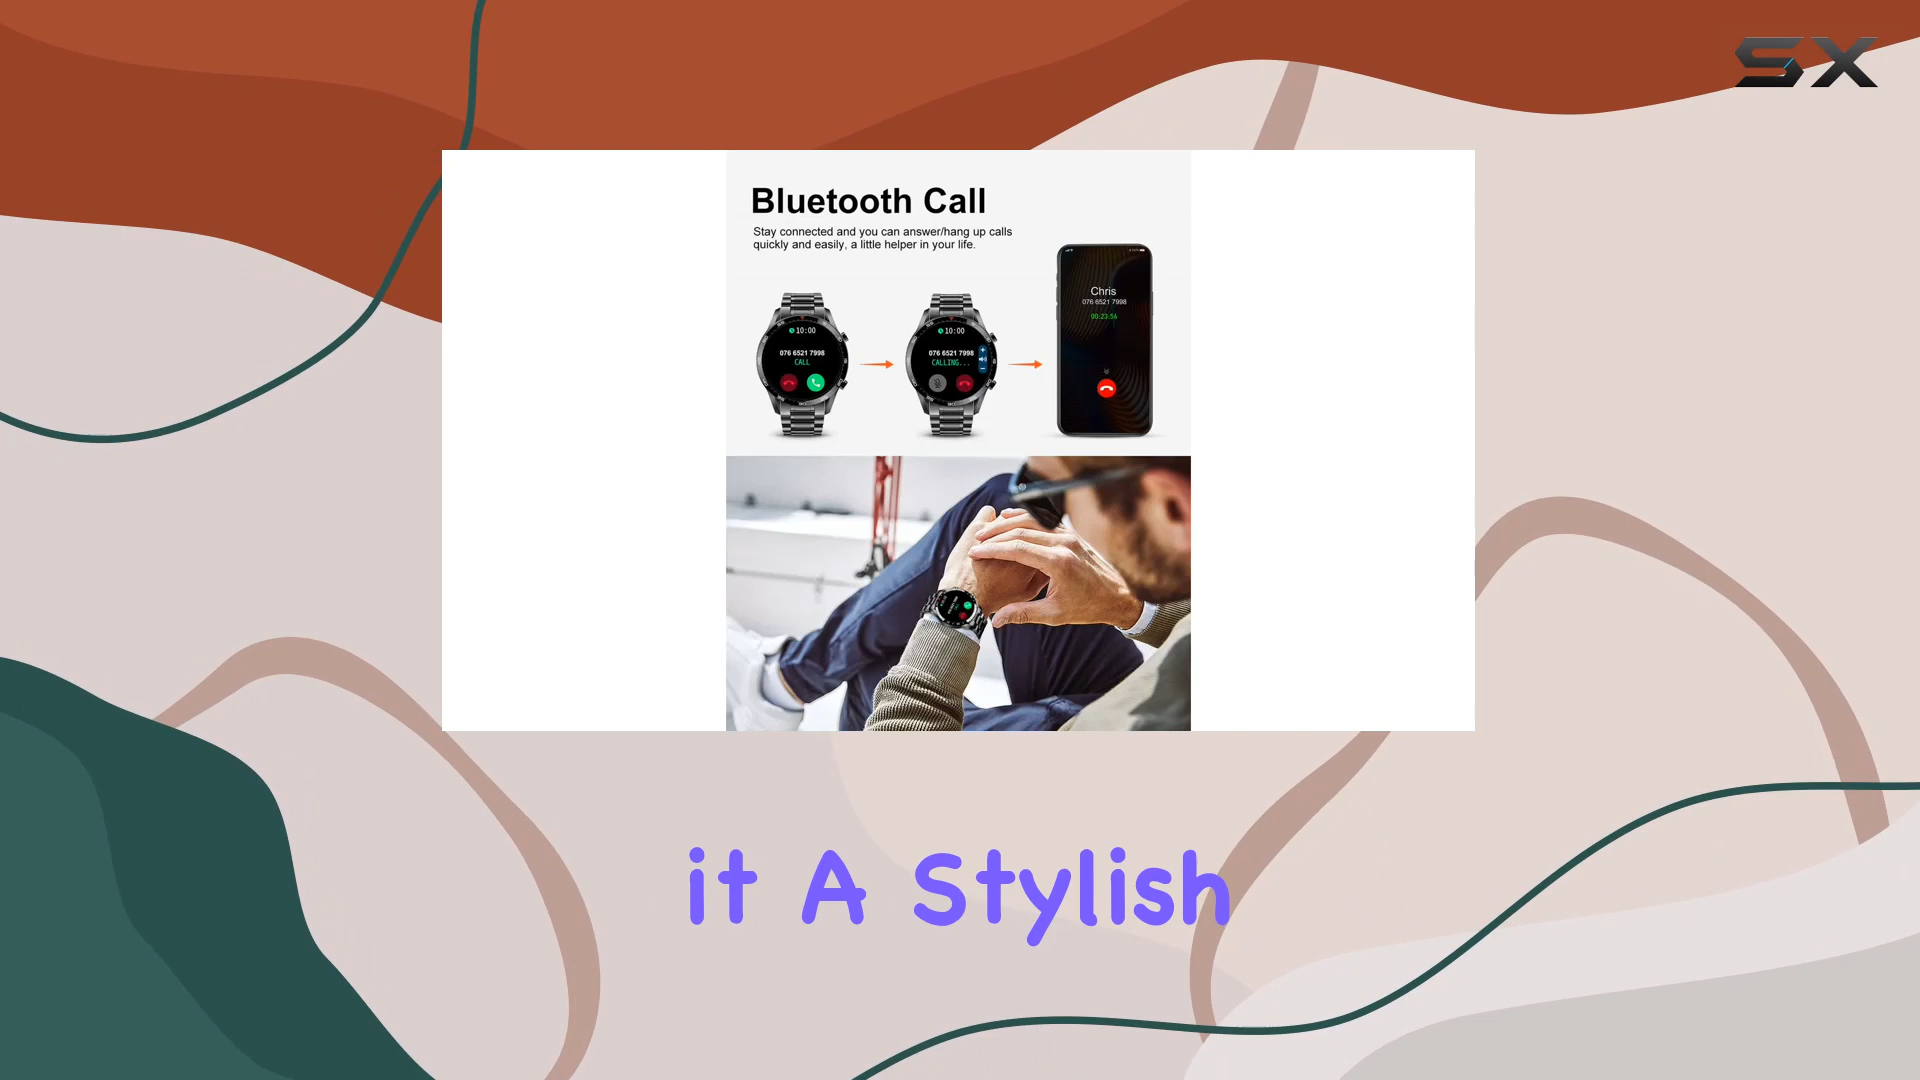 SX
Bluetooth Call
Stay connected and you can answer/hang up calls
quickly and easily, a little helper in your life.
10:00
076 6521 7998
CALL
10:00
076 6521 7998
CALLING...
Chris
076 6521 7998
00:23:56
it A Stylish